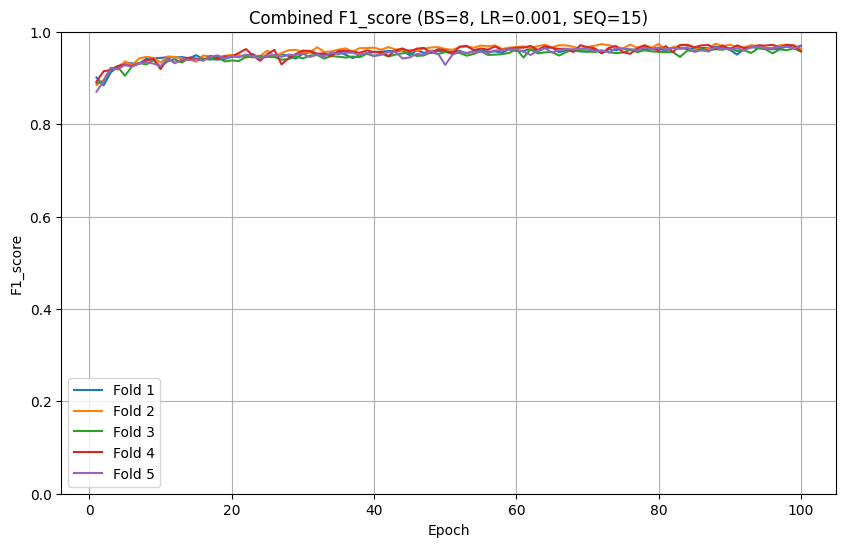 Combined F1_score (BS=8, LR=0.001, SEQ=15)
F1_score
1.0
0.8
0.6
0.4
0.2
0.0
Fold 1
Fold 2
Fold 3
Fold 4
Fold 5
0 20 40 60 80 100
Epoch